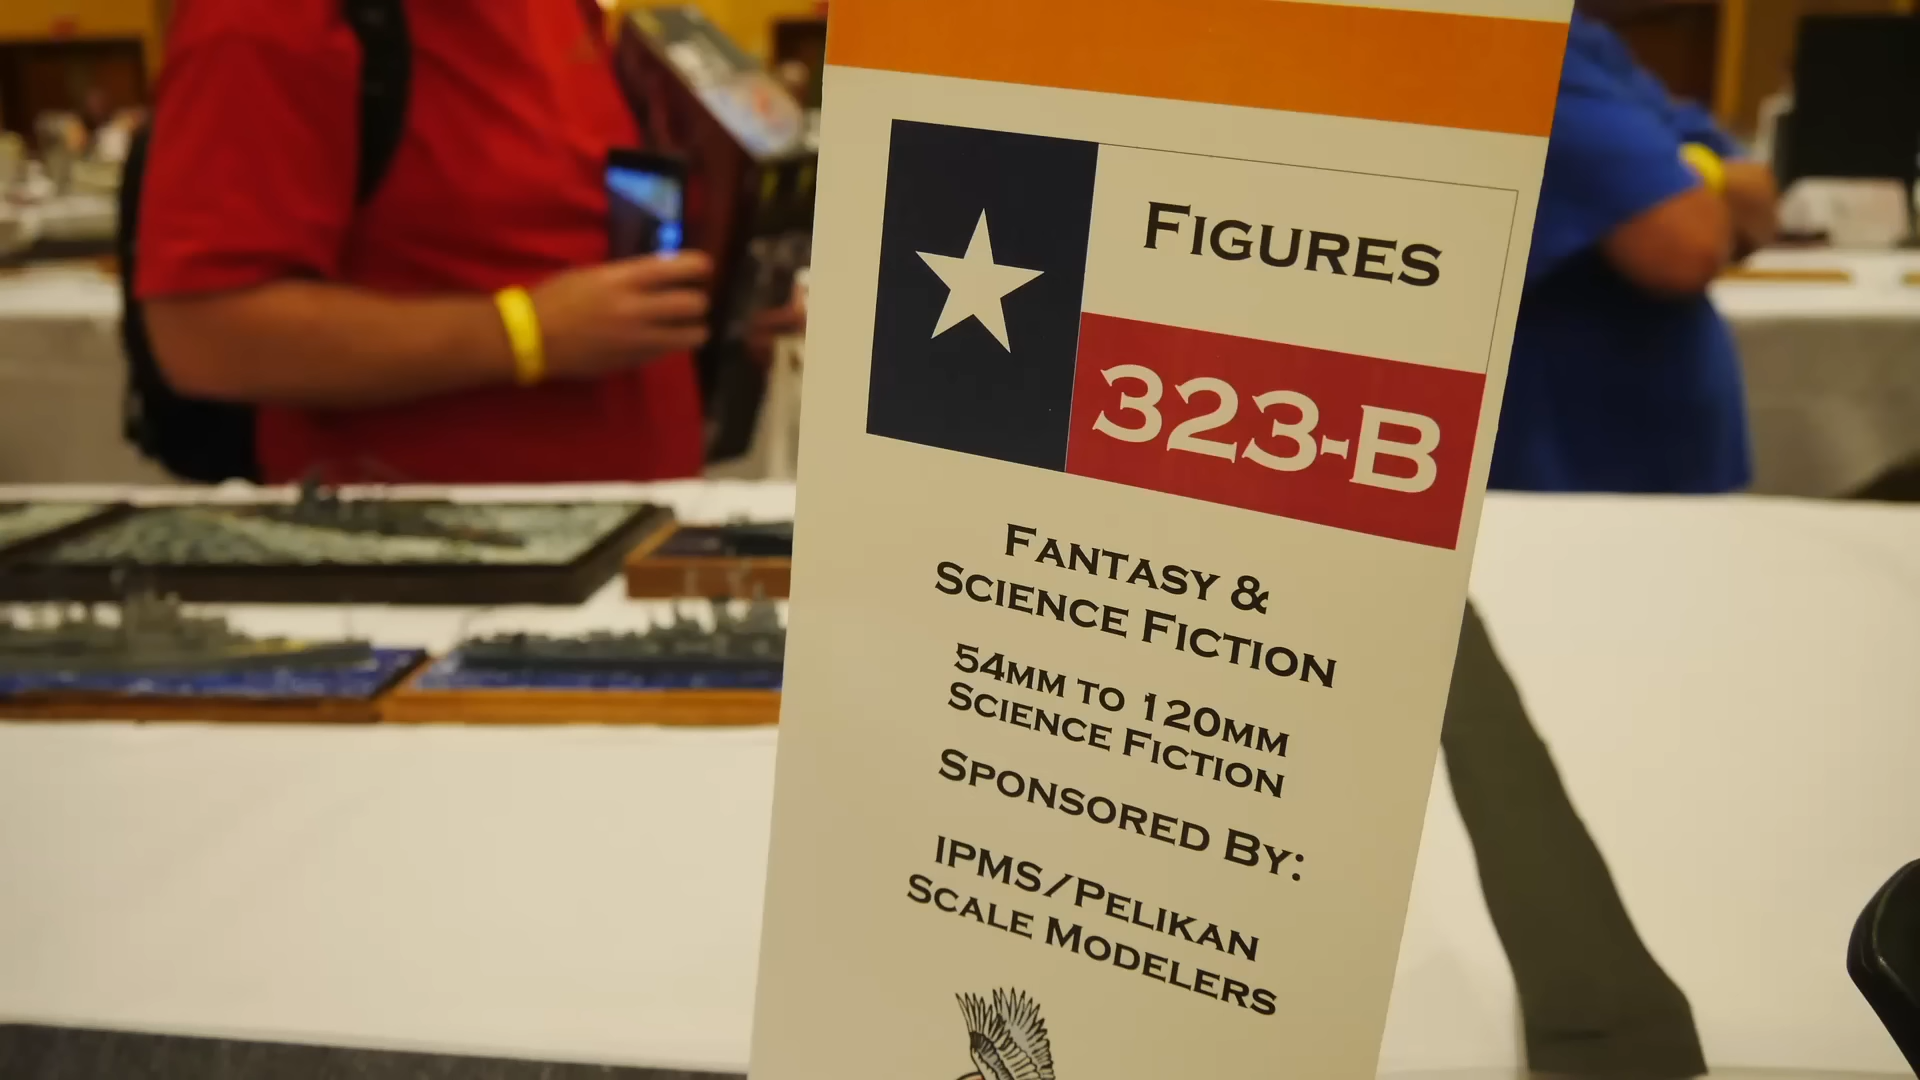 FIGURES
323-B
FANTASY &
SCIENCE FICTION
54MM TO 120MM
SCIENCE FICTION
SPONSORED BY:
IPMS/PELIKAN
SCALE MODELERS